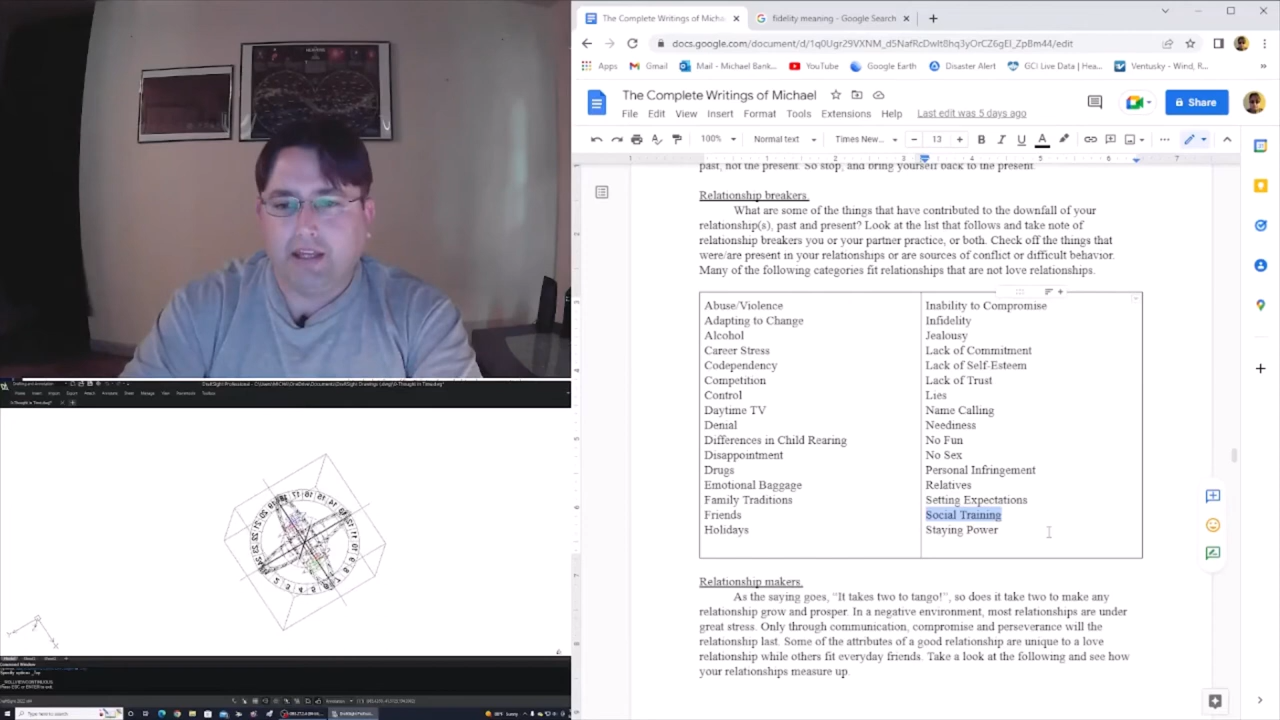 The Complete Writings of Micha
fidelity meaning - Google Search
docs.google.com/document/d/1q0Ugr29VXNM_d5NafRcDwlt8hq3yOrCZ6gEl_ZpBm44/edit
Apps
Gmail
Mail - Michael Bank...
YouTube
Google Earth
Disaster Alert
GCI Live Data | Hea...
Ventusky - Wind, R...
The Complete Writings of Michael
File Edit View Insert Format Tools Extensions Help Last edit was 5 days ago
Share
100% Normal text Times New... 13
past, not the present. So stop, and bring yourself back to the present.
Relationship breakers
What are some of the things that have contributed to the downfall of your
relationship(s), past and present? Look at the list that follows and take note of
relationship breakers you or your partner practice, or both. Check off the things that
were/are present in your relationships or are sources of conflict or difficult behavior.
Many of the following categories fit relationships that are not love relationships.
Abuse/Violence
Adapting to Change
Alcohol
Career Stress
Codependency
Competition
Control
Daytime TV
Denial
Differences in Child Rearing
Disappointment
Drugs
Emotional Baggage
Family Traditions
Friends
Holidays
Inability to Compromise
Infidelity
Jealousy
Lack of Commitment
Lack of Self-Esteem
Lack of Trust
Lies
Name Calling
Neediness
No Fun
No Sex
Personal Infringement
Relatives
Setting Expectations
Social Training
Staying Power
Relationship makers
As the saying goes, “It takes two to tango!”, so does it take two to make any
relationship grow and prosper. In a negative environment, most relationships are under
great stress. Only through communication, compromise and perseverance will the
relationship last. Some of the attributes of a good relationship are unique to a love
relationship while others fit everyday friends. Take a look at the following and see how
your relationships measure up.
Type here to search